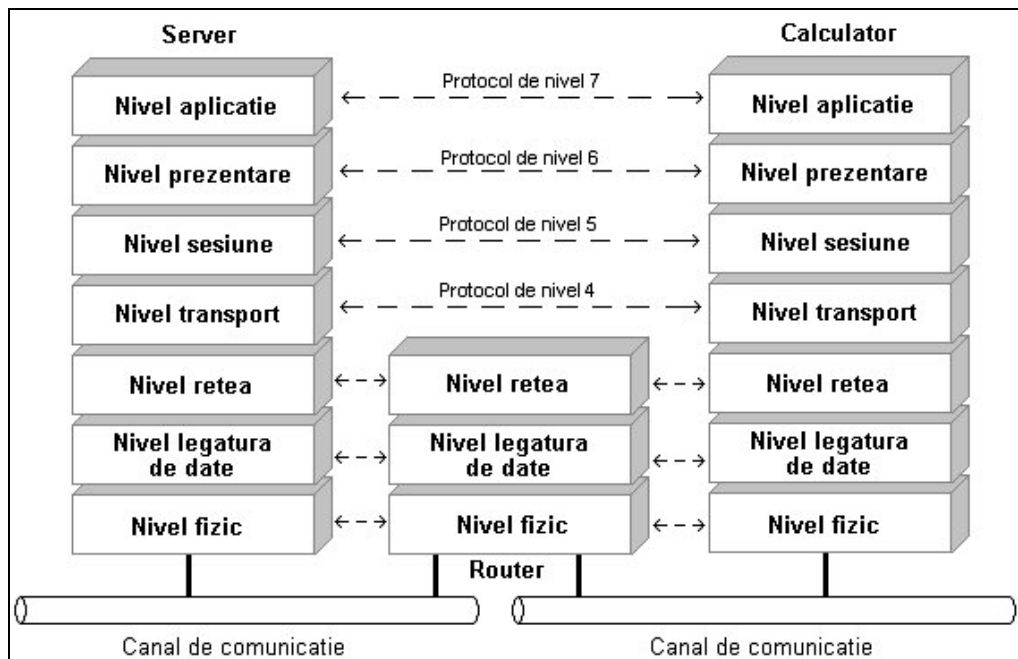 Server
Calculator
Nivel aplicatie
Protocol de nivel 7
Nivel aplicatie
Nivel prezentare
Protocol de nivel 6
Nivel prezentare
Nivel sesiune
Protocol de nivel 5
Nivel sesiune
Nivel transport
Protocol de nivel 4
Nivel transport
Nivel retea
Nivel retea
Nivel retea
Nivel legatura
de date
Nivel legatura
de date
Nivel legatura
de date
Nivel fizic
Nivel fizic
Nivel fizic
Router
Canal de comunicatie
Canal de comunicatie